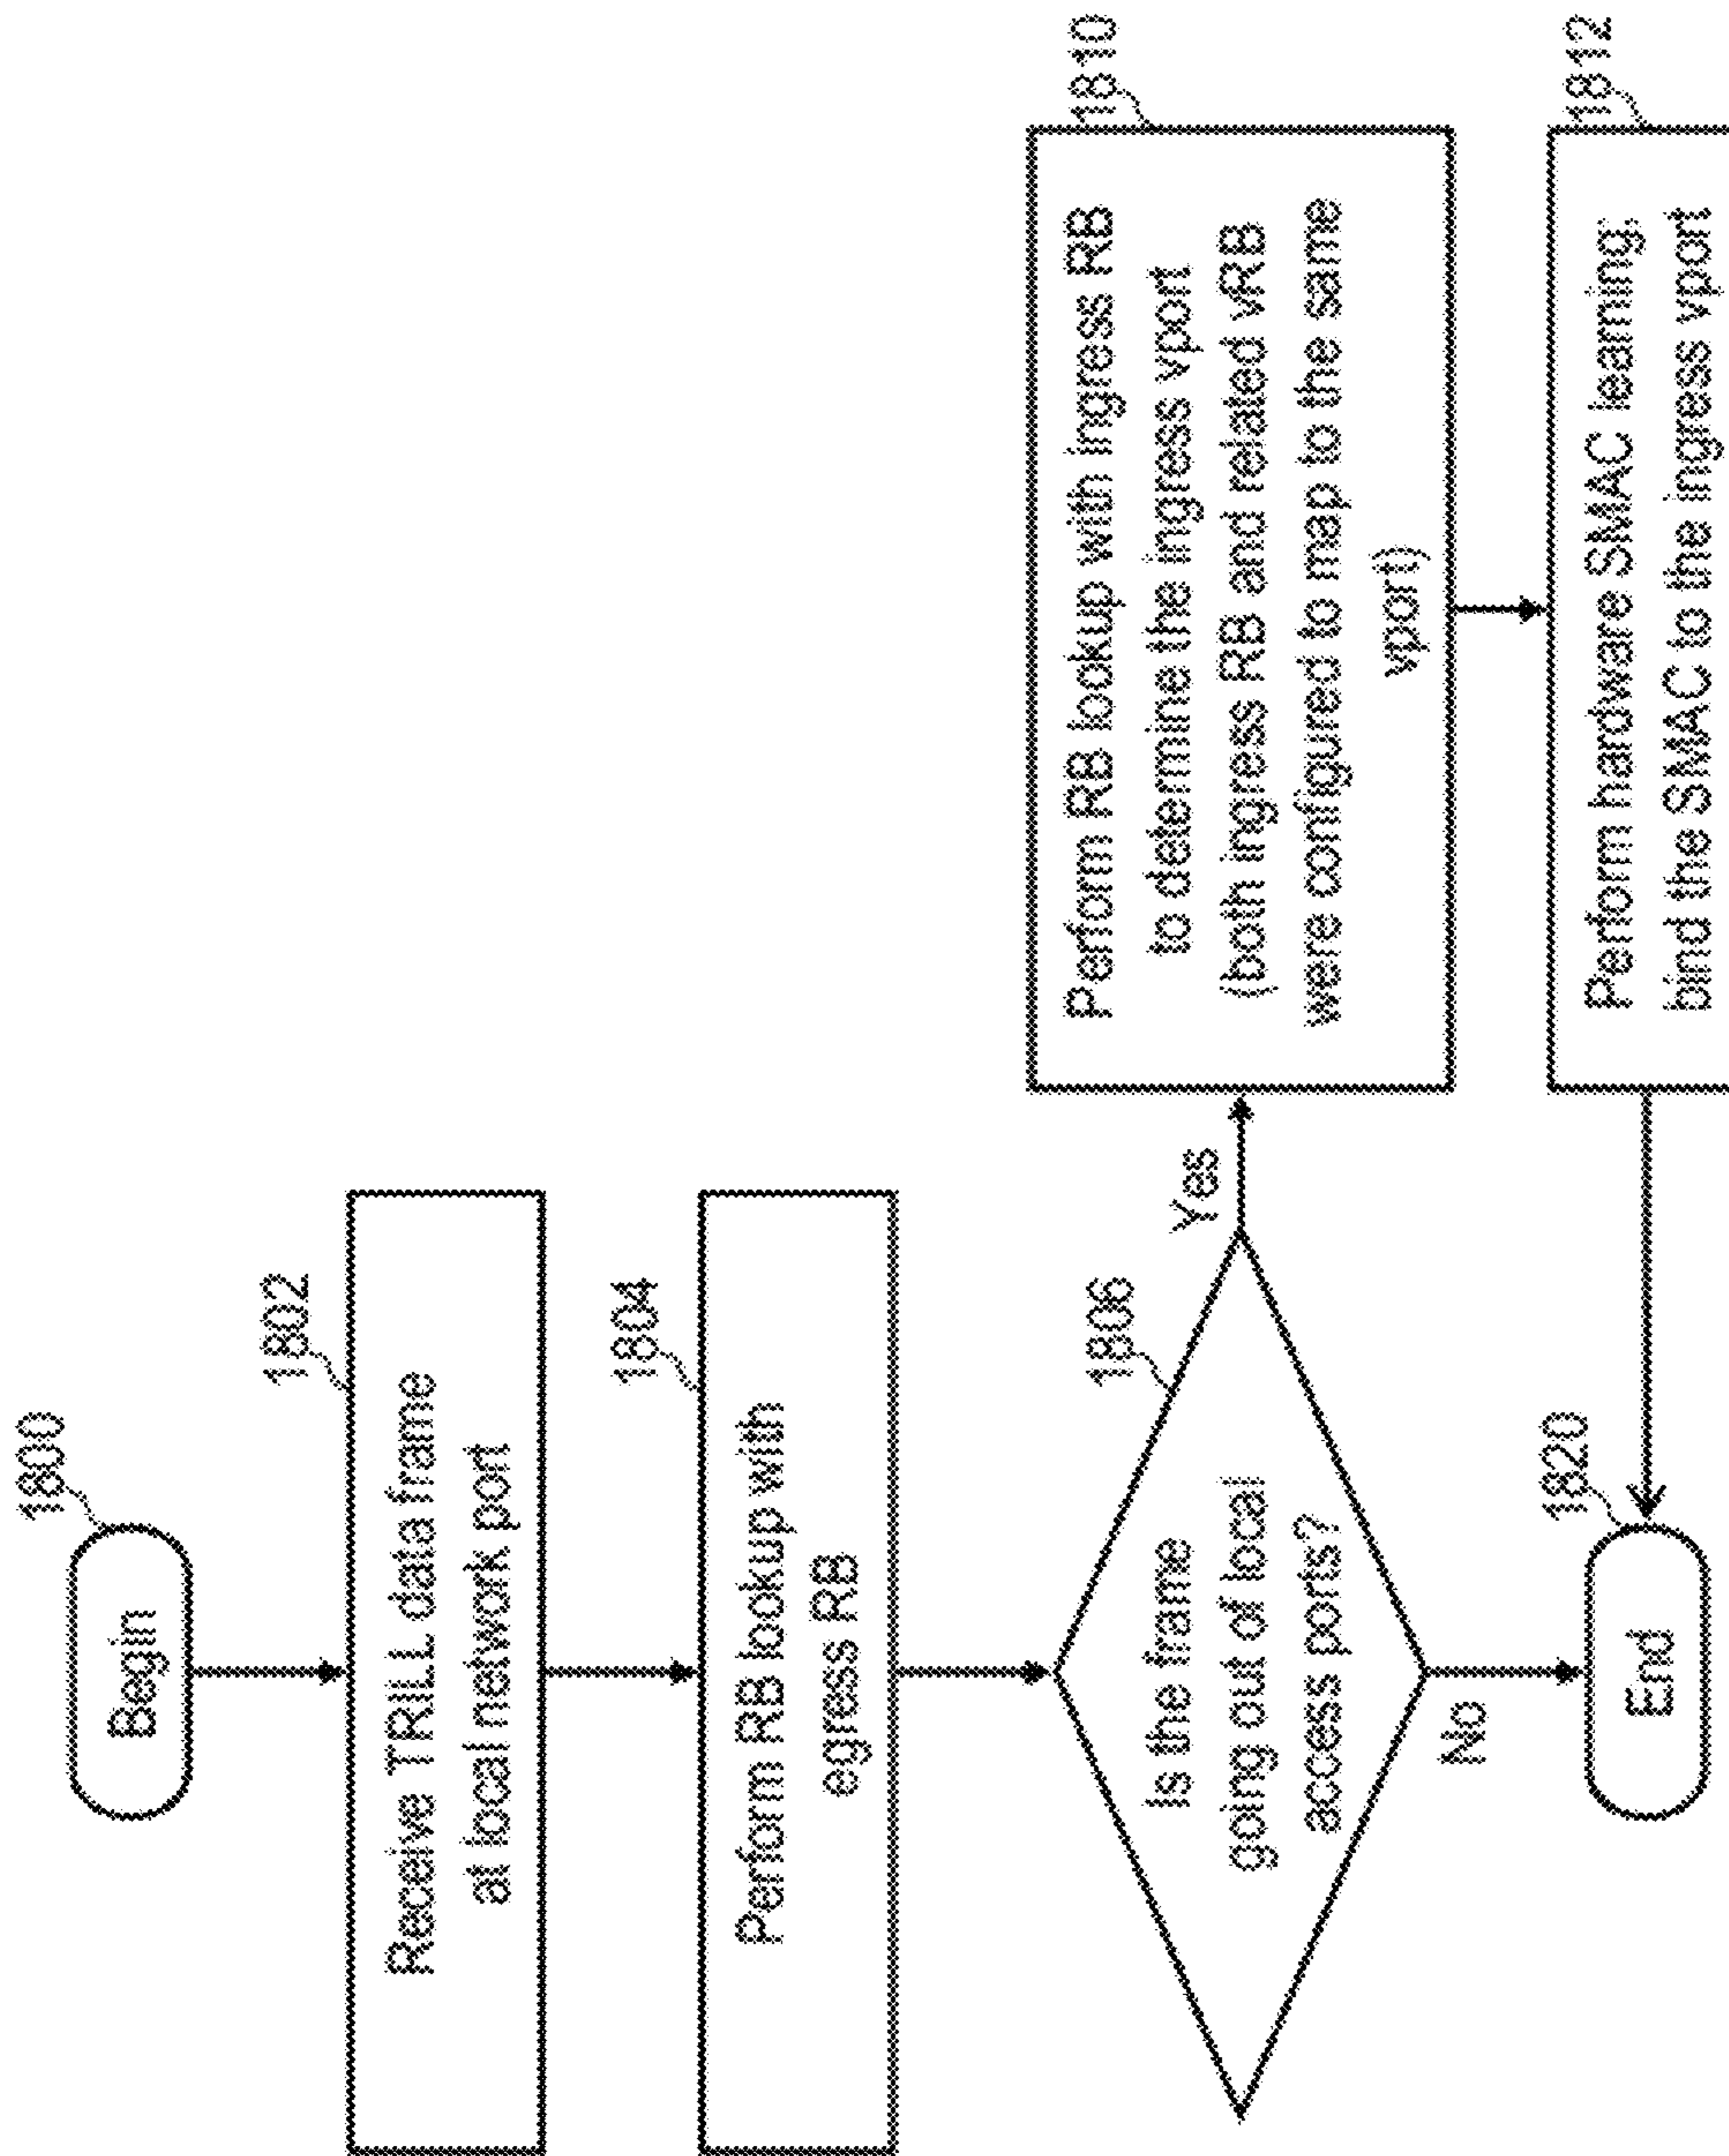 1800
Begin
1802
Receive TRILL data frame
at local network port
1804
Perform RB lookup with
egress RB
1806
Is the frame
going out of local
access ports?
Yes
No
1810
Perform RB lookup with ingress RB
to determine the ingress vport
(both ingress RB and related vRB
were configured to map to the same
vport)
1812
Perform hardware SMAC learning,
bind the SMAC to the ingress vport
1820
End